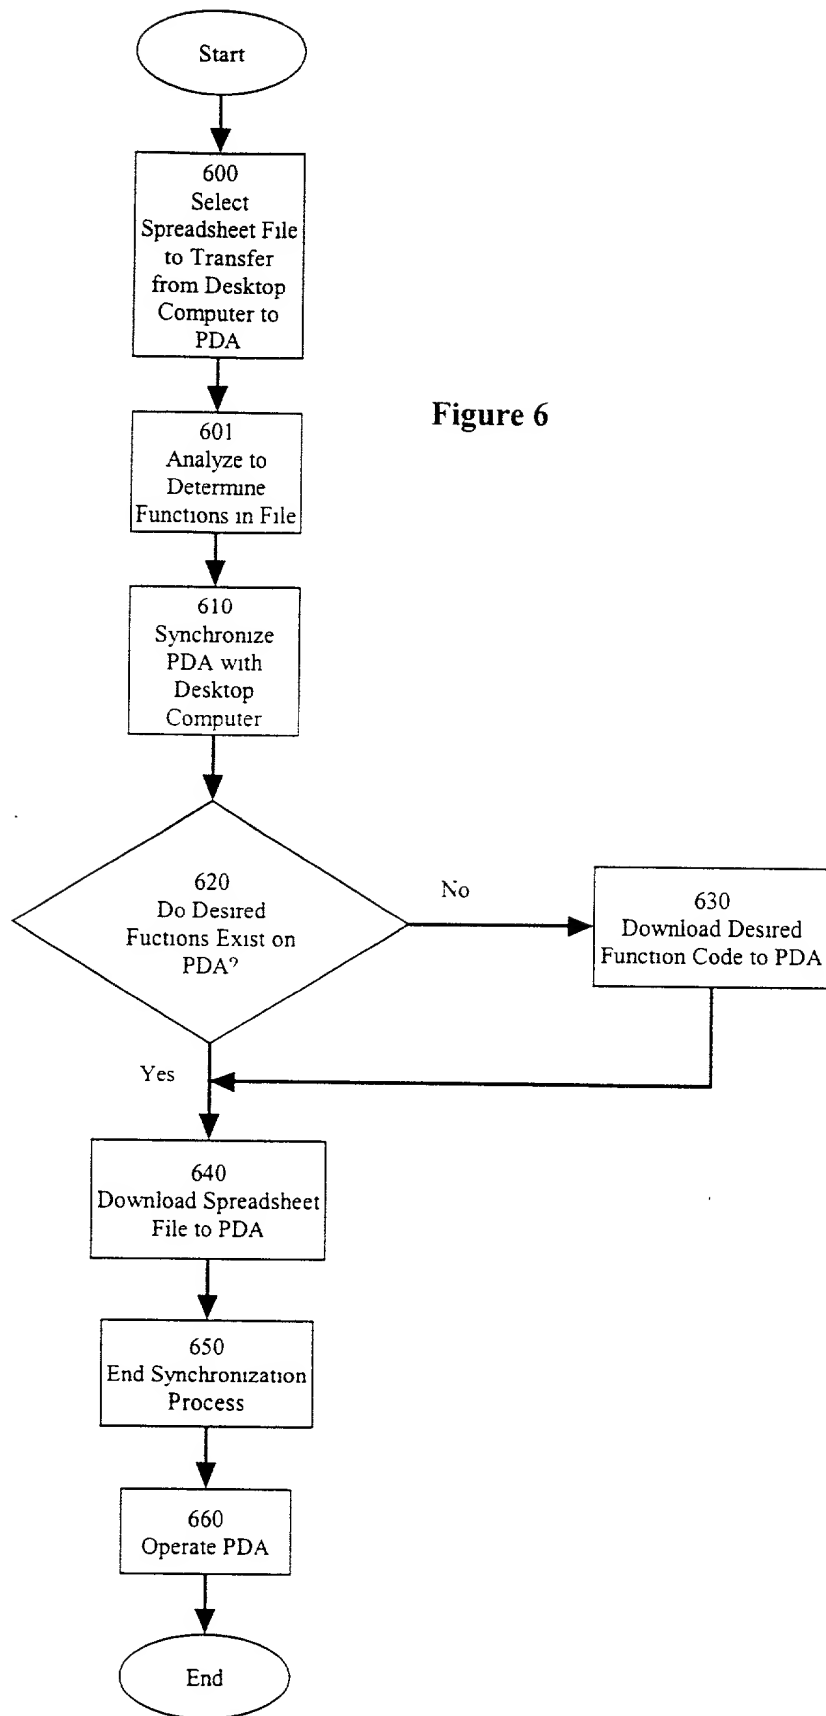 Start
600
Select
Spreadsheet File
to Transfer
from Desktop
Computer to
PDA
Figure 6
601
Analyze to
Determine
Functions in File
610
Synchronize
PDA with
Desktop
Computer
620
Do Desired
Fuctions Exist on
PDA?
No
630
Download Desired
Function Code to PDA
Yes
640
Download Spreadsheet
File to PDA
650
End Synchronization
Process
660
Operate PDA
End